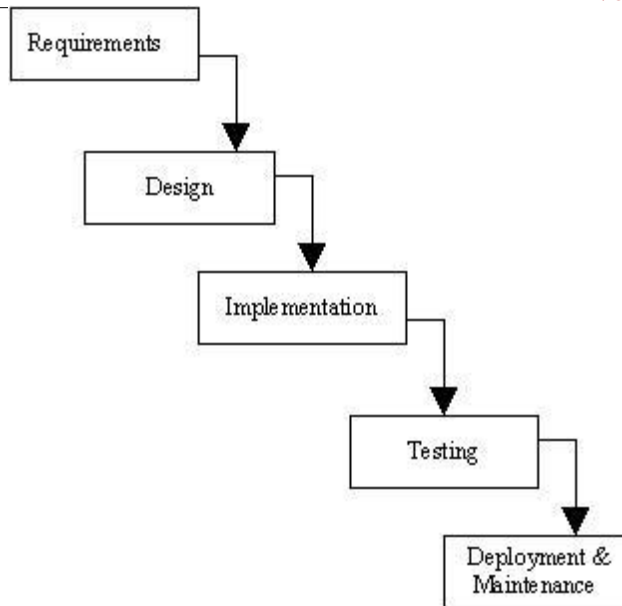 Requirements
Design
Implementation
Testing
Deployment &
Maintenance